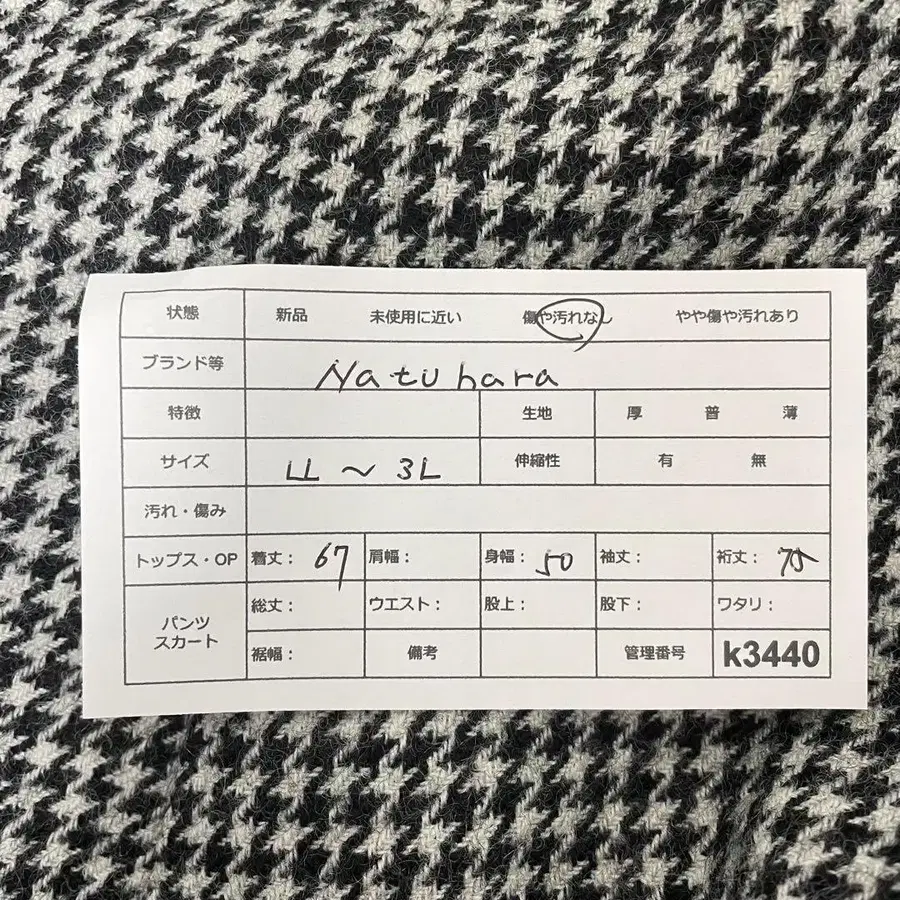 状態 新品 未使用に近い 傷や汚れなし やや傷や汚れあり
ブランド等 Natuhara
特徴 生地 厚 普 薄
サイズ LL ~ 3L 伸縮性 有 無
汚れ・傷み
トップス・OP 着丈: 67 肩幅: 身幅: 50 袖丈: 裄丈: 75
パンツ
スカート
総丈: ウエスト: 股上: 股下: ワタリ:
裾幅: 備考 管理番号 k3440